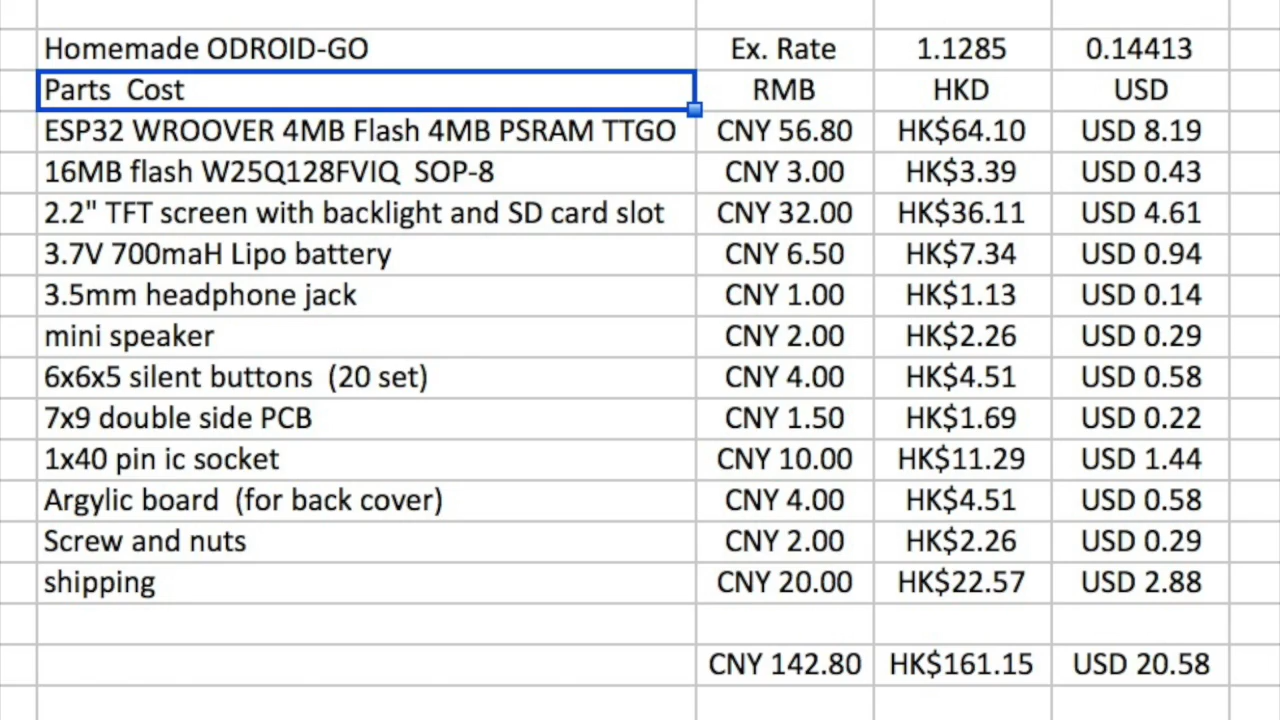 Homemade ODROID-GO Ex. Rate 1.1285 0.14413
Parts  Cost RMB HKD USD
ESP32 WROOVER 4MB Flash 4MB PSRAM TTGO CNY 56.80 HK$64.10 USD 8.19
16MB flash W25Q128FVIQ  SOP-8 CNY 3.00 HK$3.39 USD 0.43
2.2" TFT screen with backlight and SD card slot CNY 32.00 HK$36.11 USD 4.61
3.7V 700maH Lipo battery CNY 6.50 HK$7.34 USD 0.94
3.5mm headphone jack CNY 1.00 HK$1.13 USD 0.14
mini speaker CNY 2.00 HK$2.26 USD 0.29
6x6x5 silent buttons  (20 set) CNY 4.00 HK$4.51 USD 0.58
7x9 double side PCB CNY 1.50 HK$1.69 USD 0.22
1x40 pin ic socket CNY 10.00 HK$11.29 USD 1.44
Argylic board  (for back cover) CNY 4.00 HK$4.51 USD 0.58
Screw and nuts CNY 2.00 HK$2.26 USD 0.29
shipping CNY 20.00 HK$22.57 USD 2.88
CNY 142.80 HK$161.15 USD 20.58